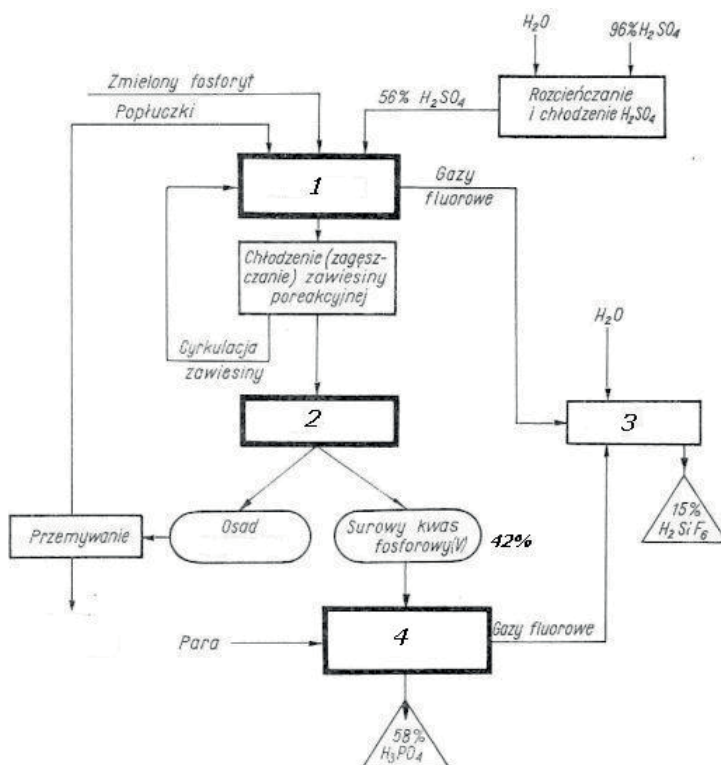 H₂O
96%H₂SO₄
Zmielony fosforyt
56% H₂SO₄
Rozcieńczanie
i chłodzenie H₂SO₄
Popłuczki
1
Gazy
fluorowe
Chłodzenie (zagęsz-
czanie) zawiesiny
poreakcyjnej
Cyrkulacja
zawiesiny
H₂O
2
3
Przemywanie
Osad
Surowy kwas
fosforowy(V)
42%
15%
H₂SiF₆
Para
4
Gazy fluorowe
58%
H₃PO₄